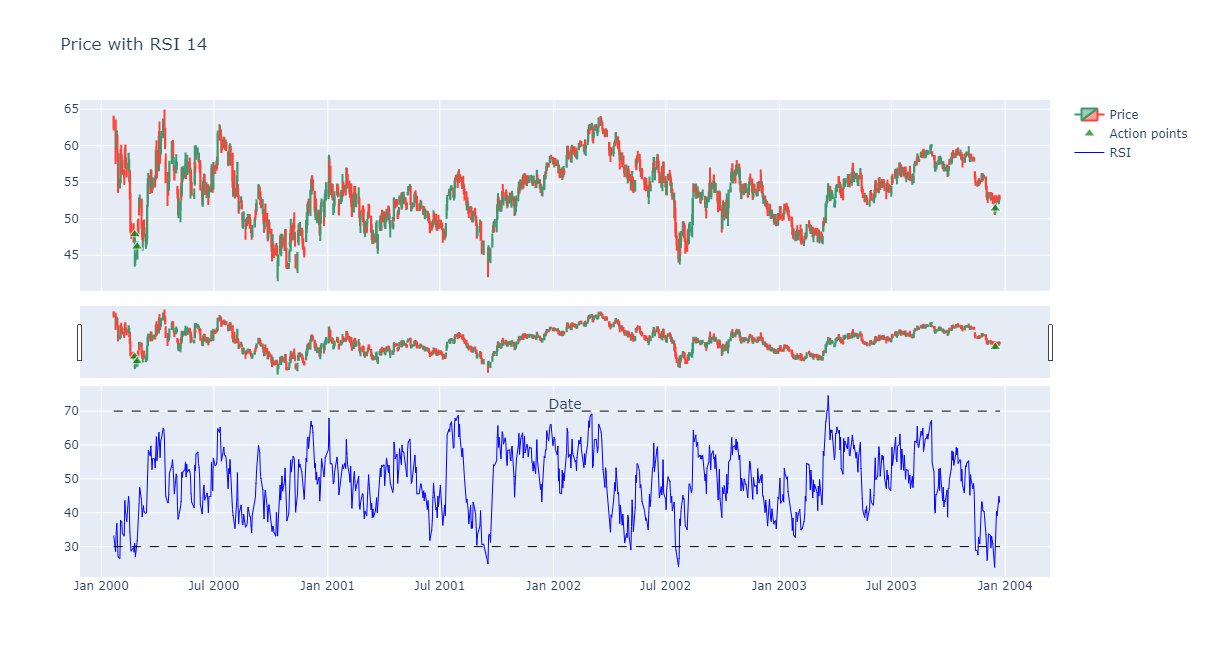 Price with RSI 14
65
60
55
50
45
Price
Action points
RSI
Date
70
60
50
40
30
Jan 2000
Jul 2000
Jan 2001
Jul 2001
Jan 2002
Jul 2002
Jan 2003
Jul 2003
Jan 2004